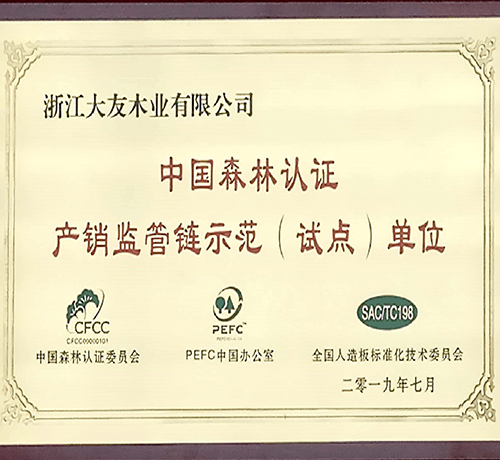 浙江大友木业有限公司
中国森林认证
产销监管链示范（试点）单位
CFCC
CFCC00000101
中国森林认证委员会
PEFC™
PEFC中国办公室
SAC/TC198
全国人造板标准化技术委员会
二零一九年七月